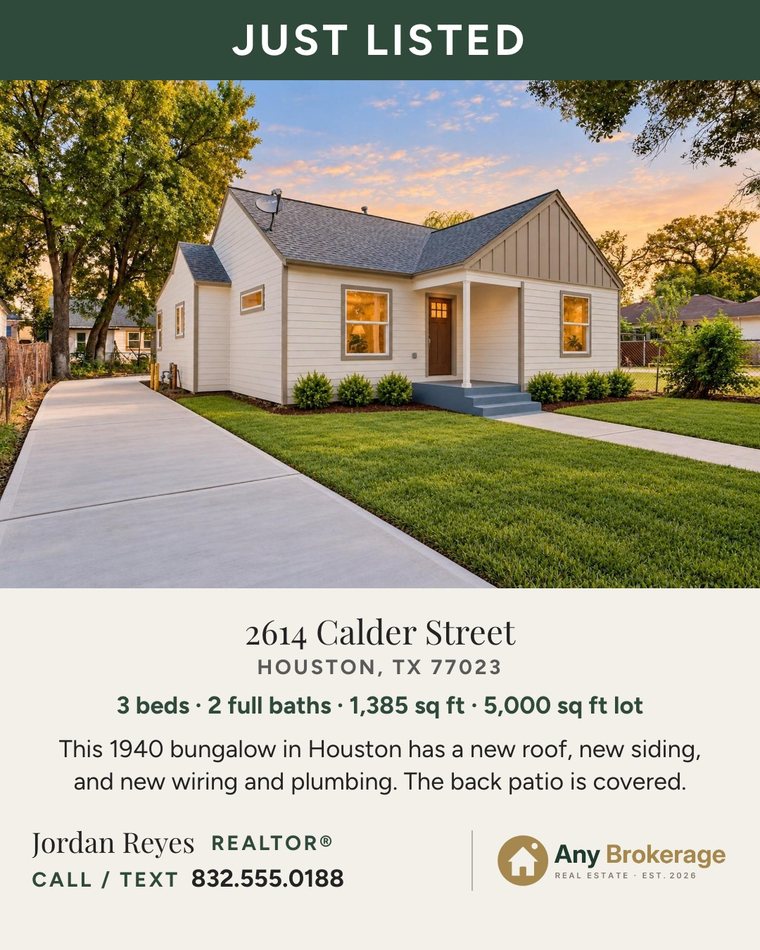 JUST LISTED
2614 Calder Street
HOUSTON, TX 77023
3 beds · 2 full baths · 1,385 sq ft · 5,000 sq ft lot
This 1940 bungalow in Houston has a new roof, new siding,
and new wiring and plumbing. The back patio is covered.
Jordan Reyes REALTOR®
CALL / TEXT 832.555.0188
Any Brokerage
REAL ESTATE · EST. 2026